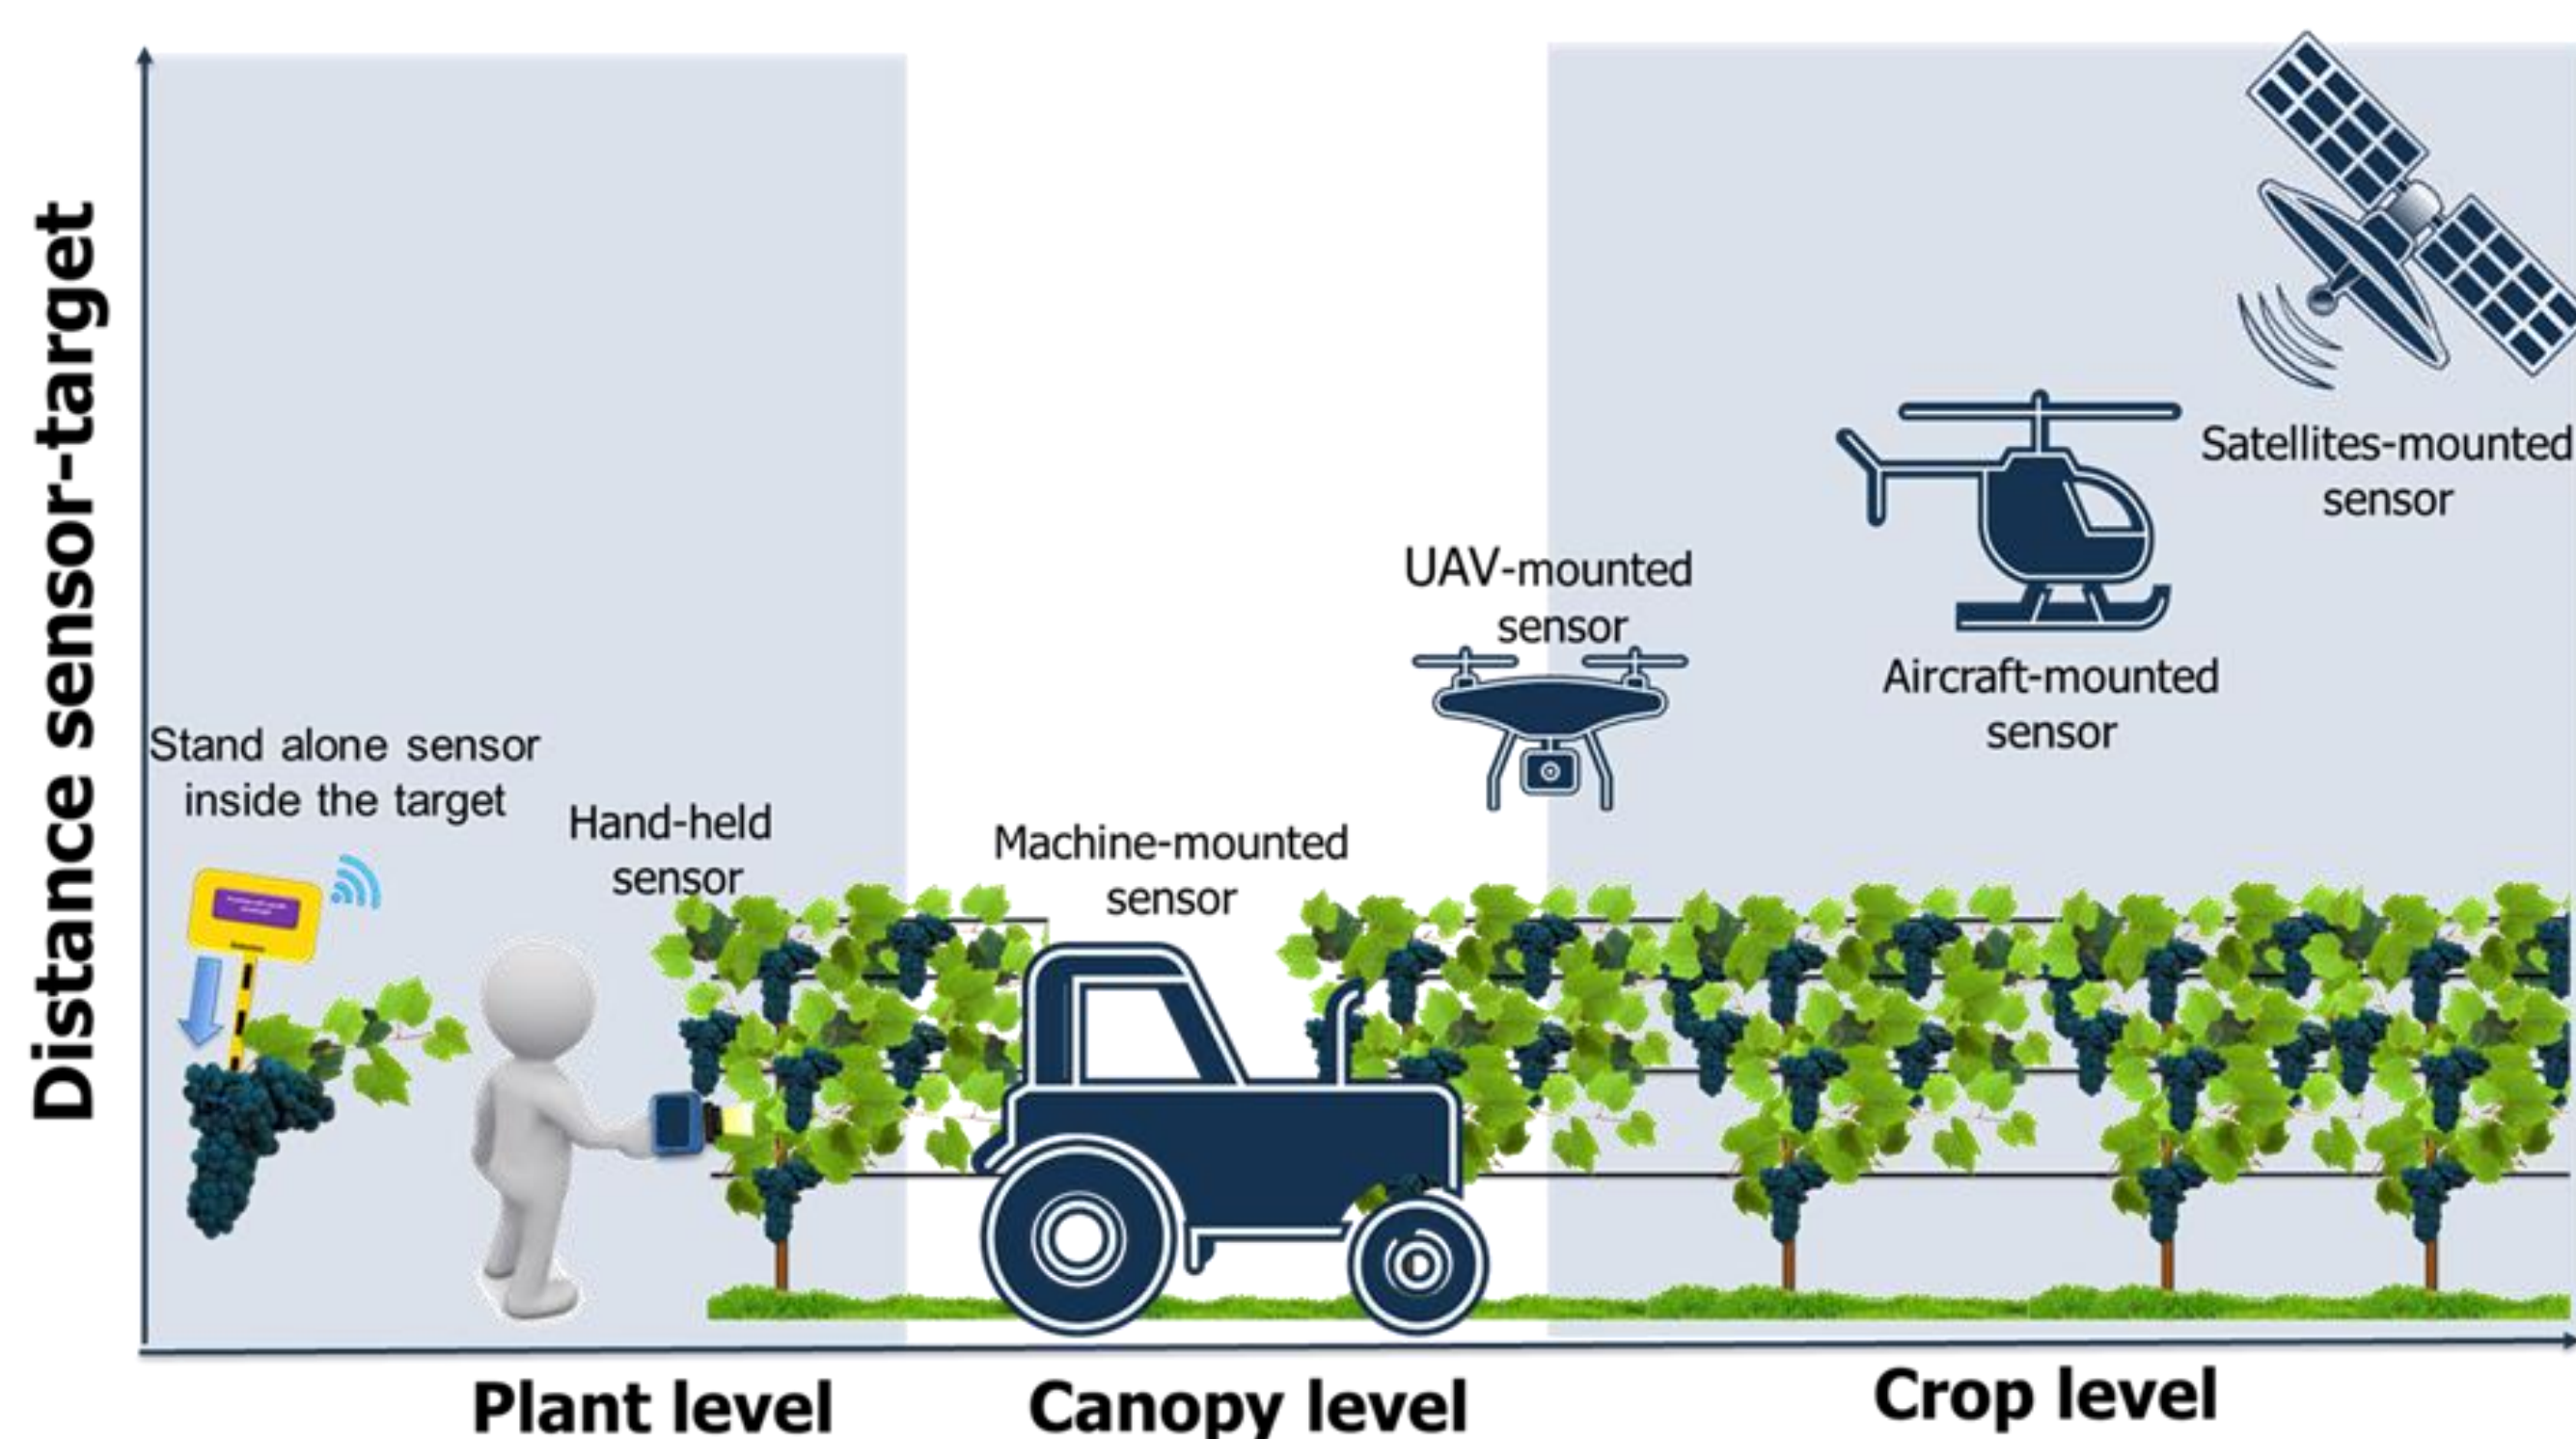 Distance sensor-target
Stand alone sensor
inside the target
Hand-held
sensor
Machine-mounted
sensor
UAV-mounted
sensor
Aircraft-mounted
sensor
Satellites-mounted
sensor
Plant level
Canopy level
Crop level